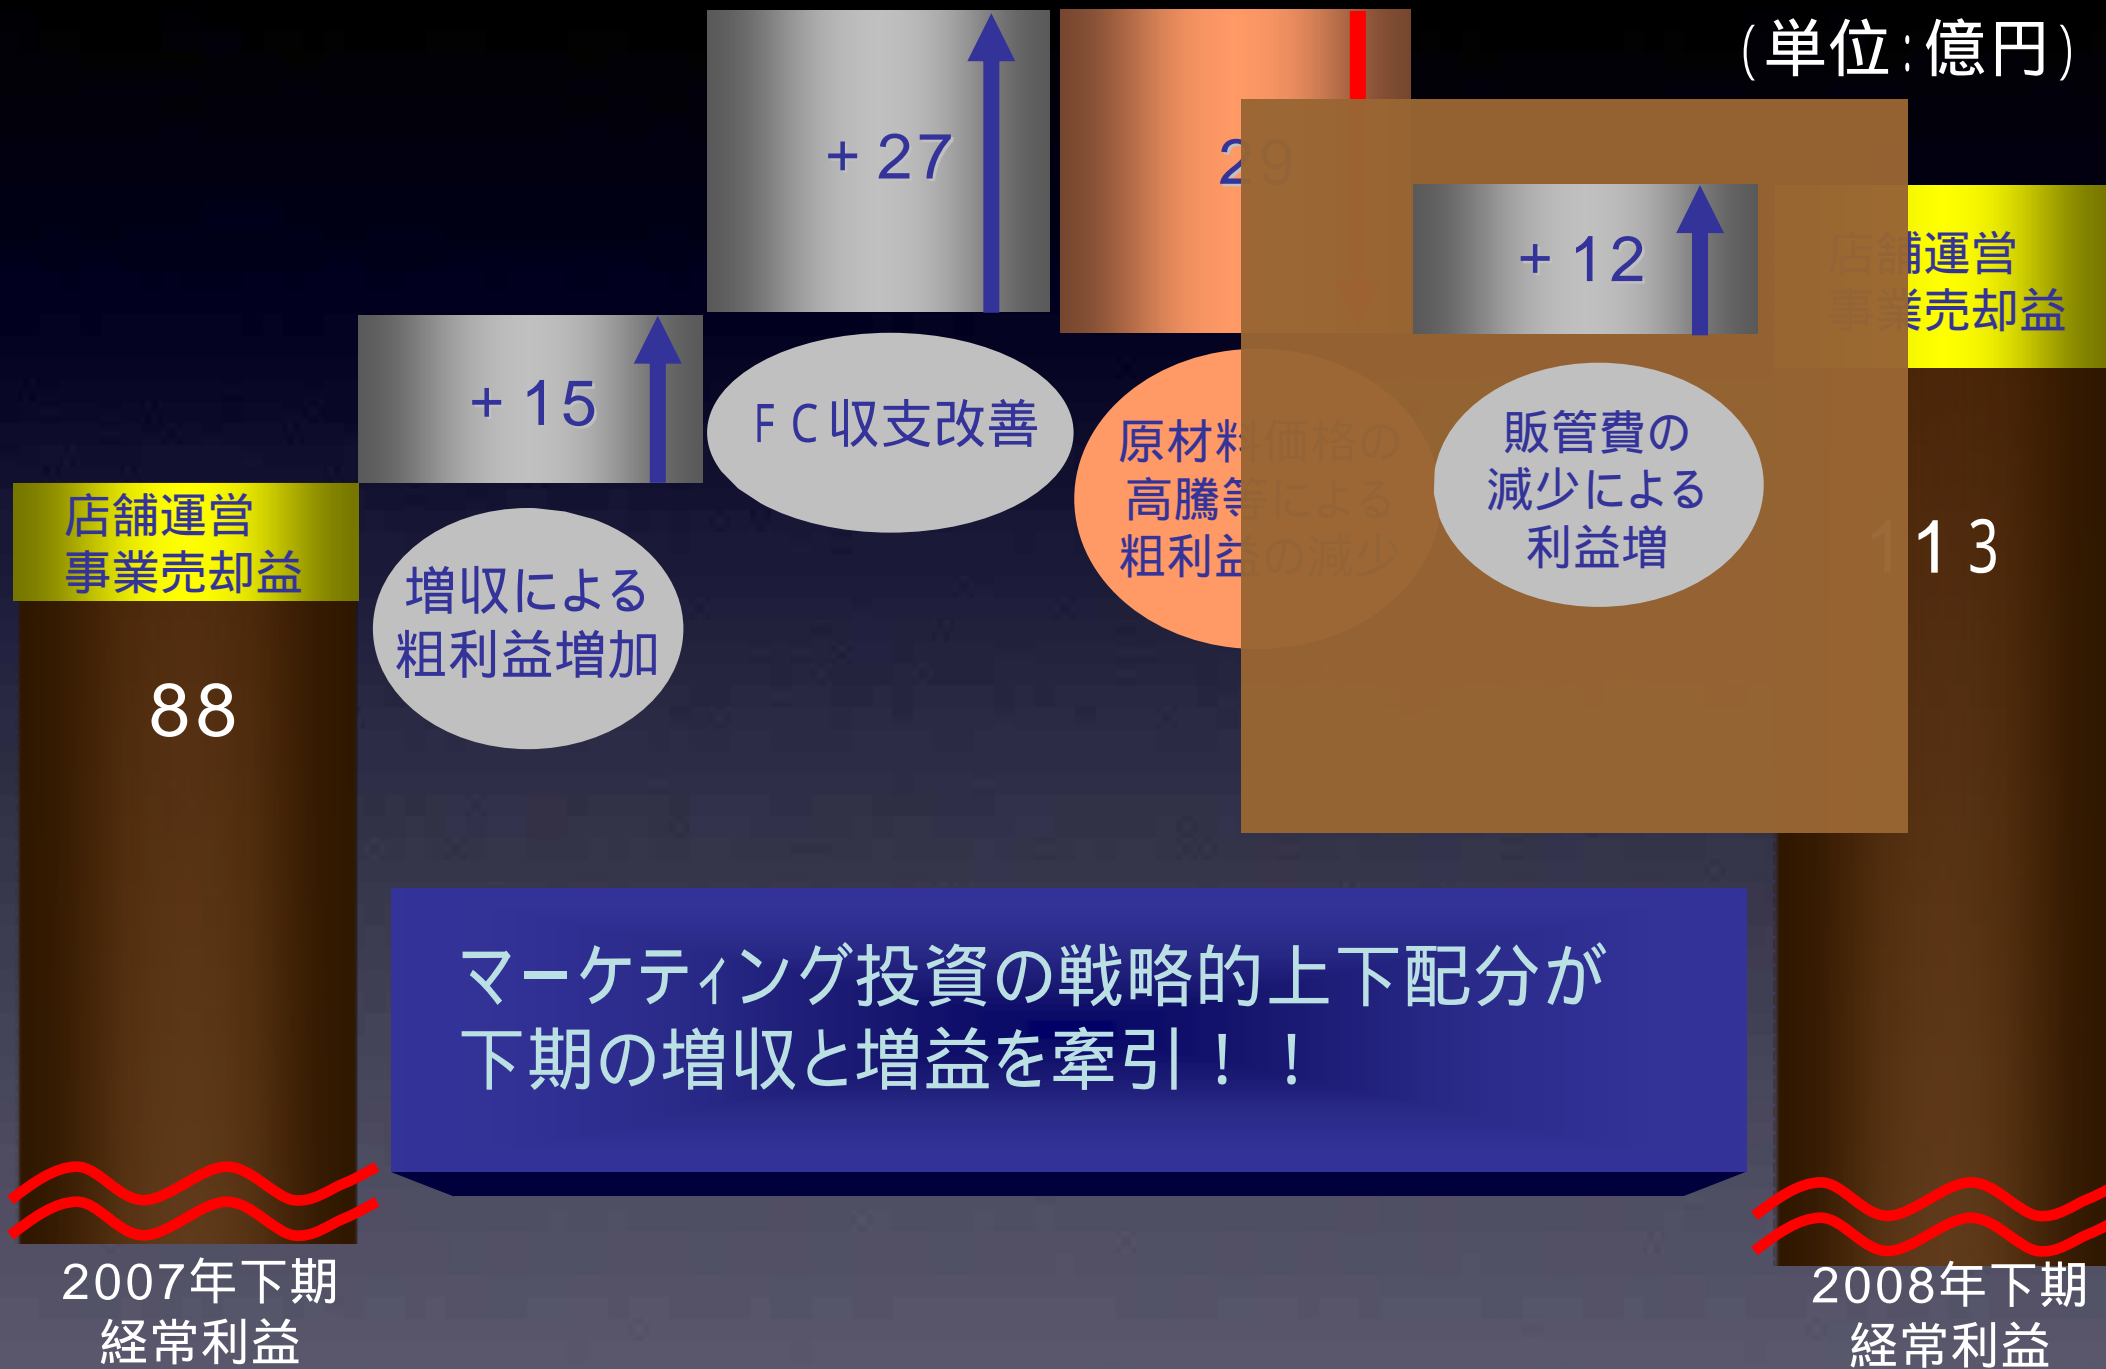 (単位:億円)
+27
29
+12
+15
店舗運営
事業売却益
店舗運営
事業売却益
FC収支改善
原材料価格の
高騰等による
粗利益の減少
販管費の
減少による
利益増
増収による
粗利益増加
88
113
マーケティング投資の戦略的上下配分が
下期の増収と増益を牽引!!
2007年下期
経常利益
2008年下期
経常利益